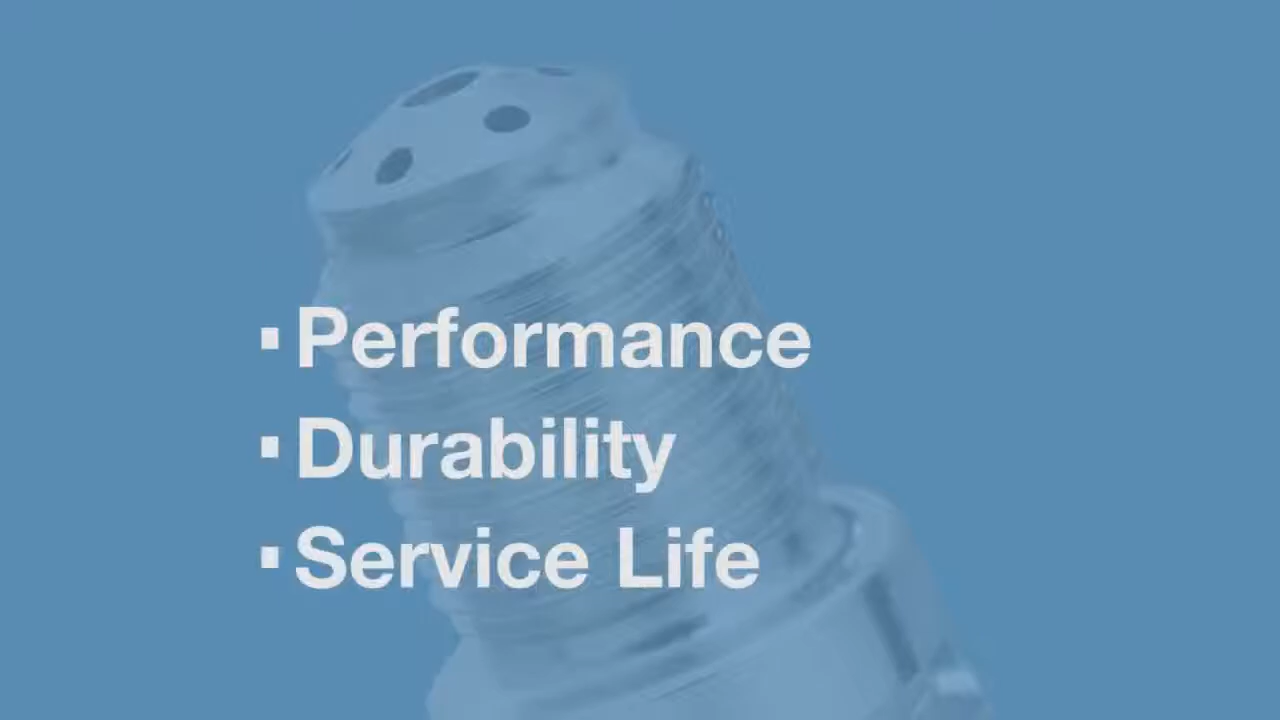 ▪ Performance
▪ Durability
▪ Service Life